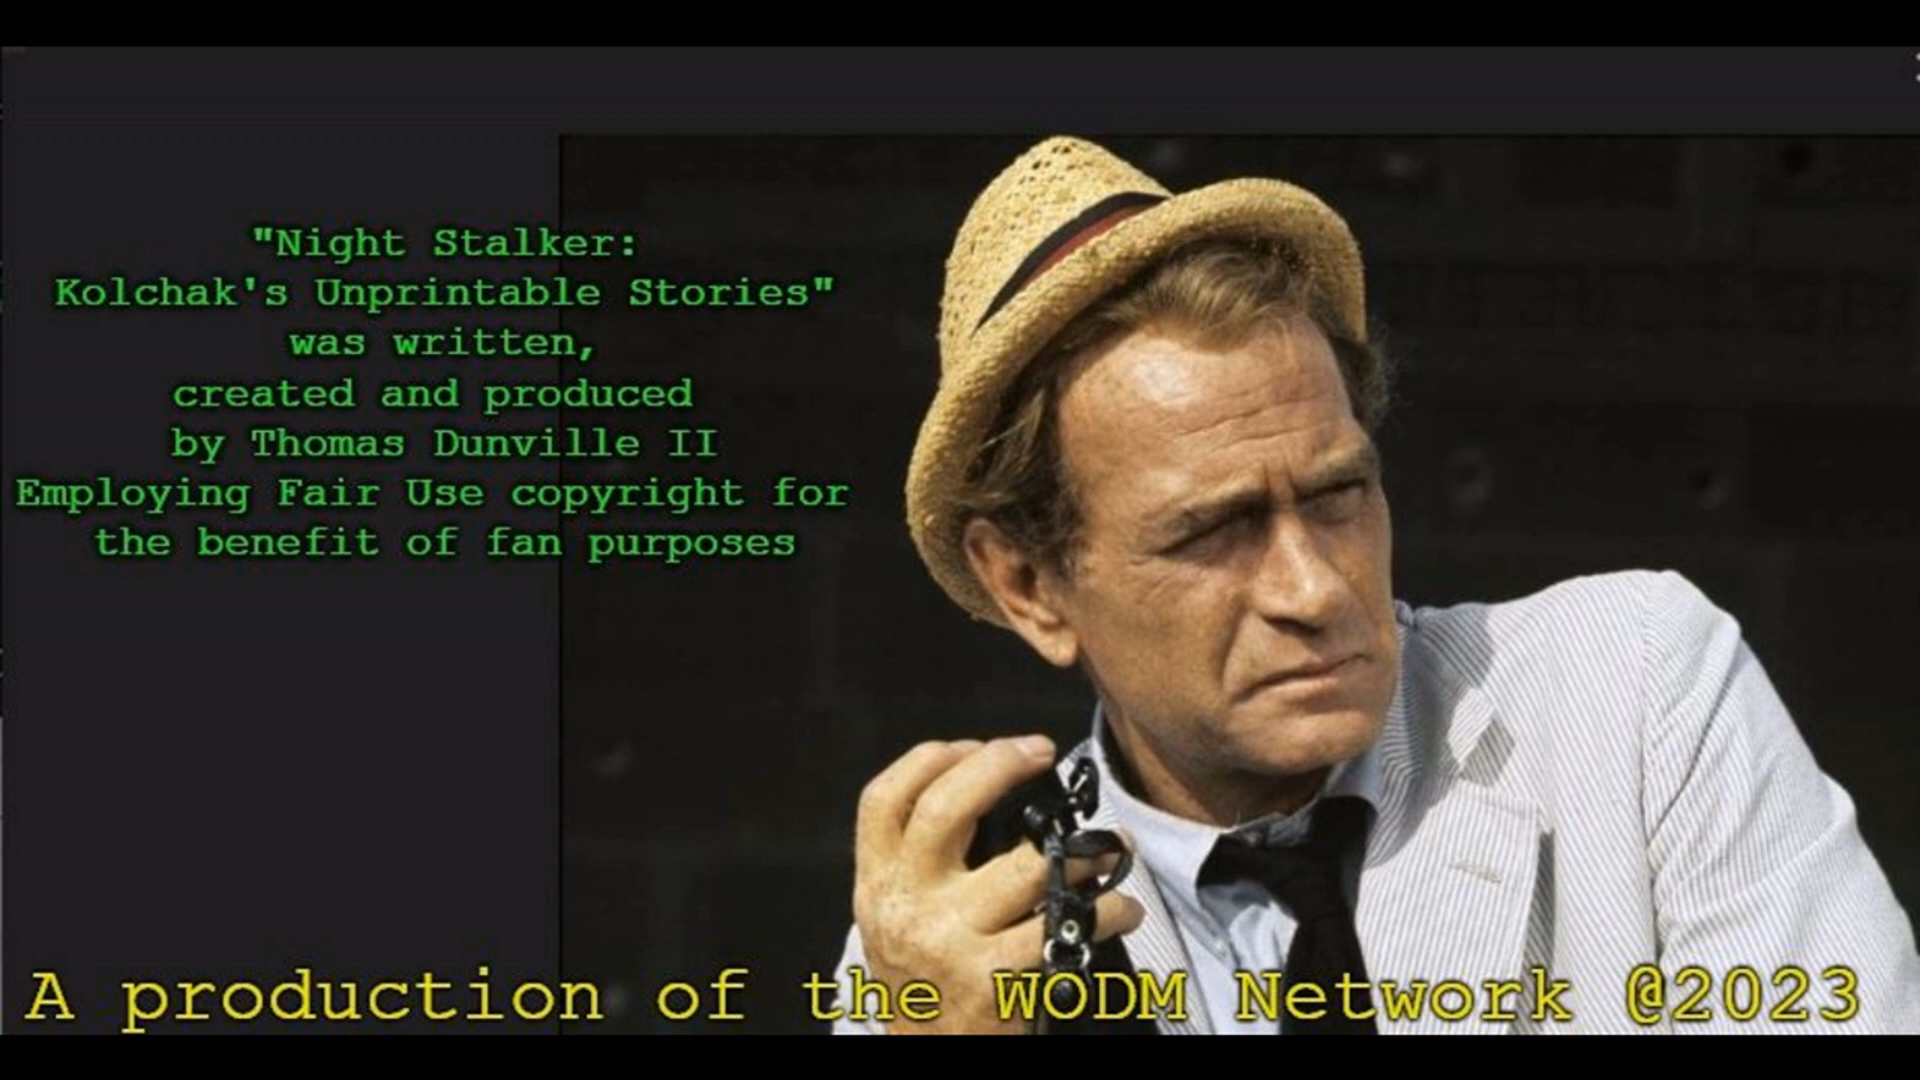 "Night Stalker:
Kolchak's Unprintable Stories"
was written,
created and produced
by Thomas Dunville II
Employing Fair Use copyright for
the benefit of fan purposes
A production of the WODM Network @2023